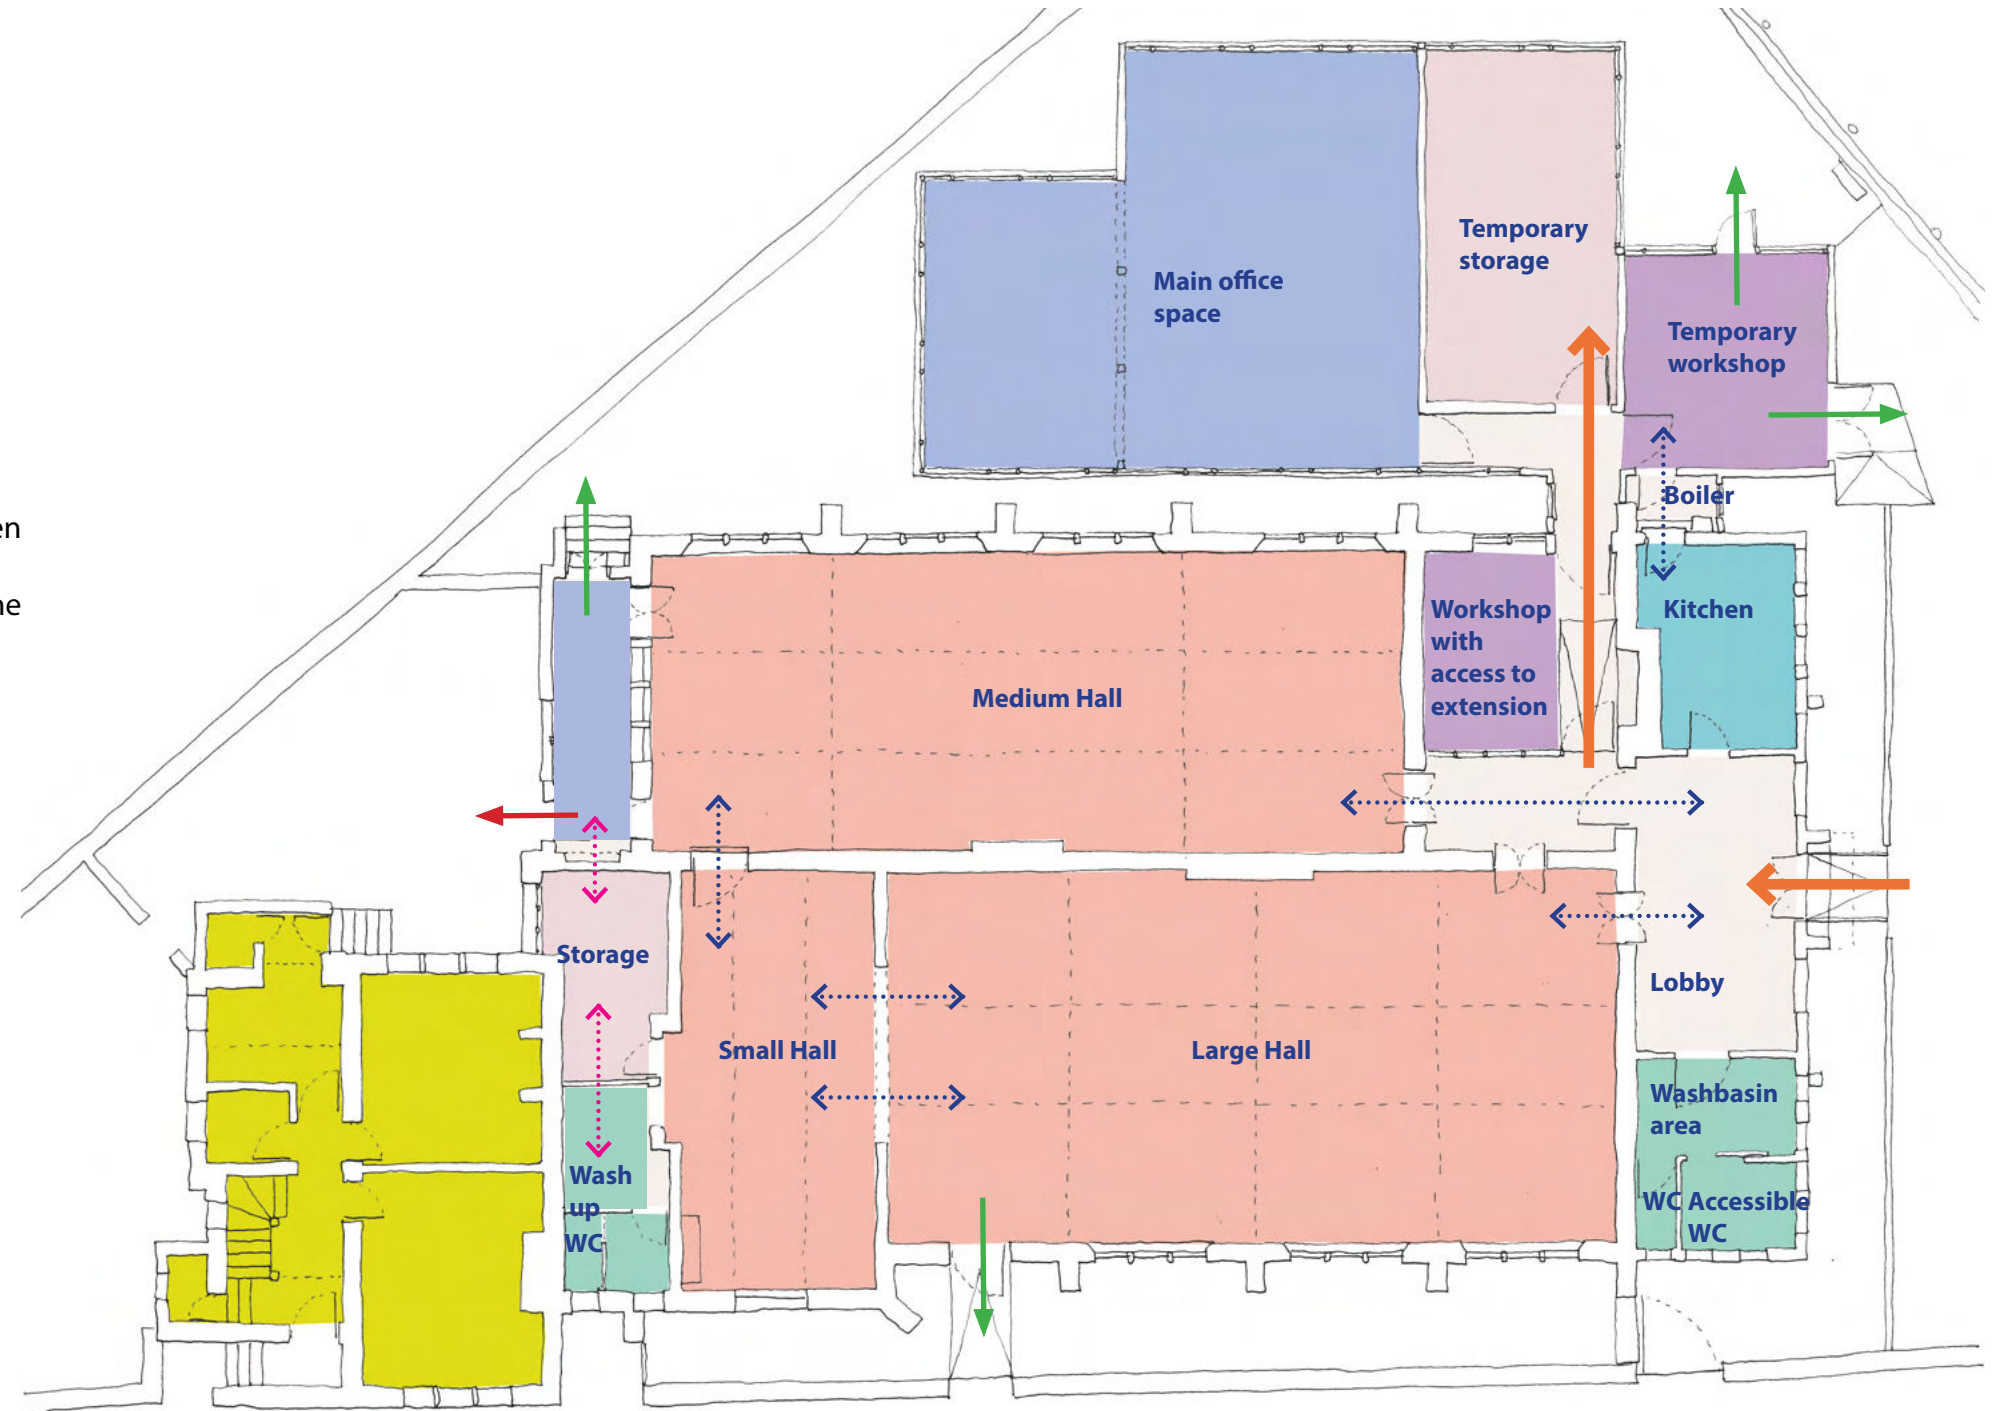 en
ne
Main office
space
Temporary
storage
Temporary
workshop
Boiler
Kitchen
Workshop
with
access to
extension
Medium Hall
Storage
Small Hall
Large Hall
Lobby
Wash
up
WC
Washbasin
area
WC Accessible
WC